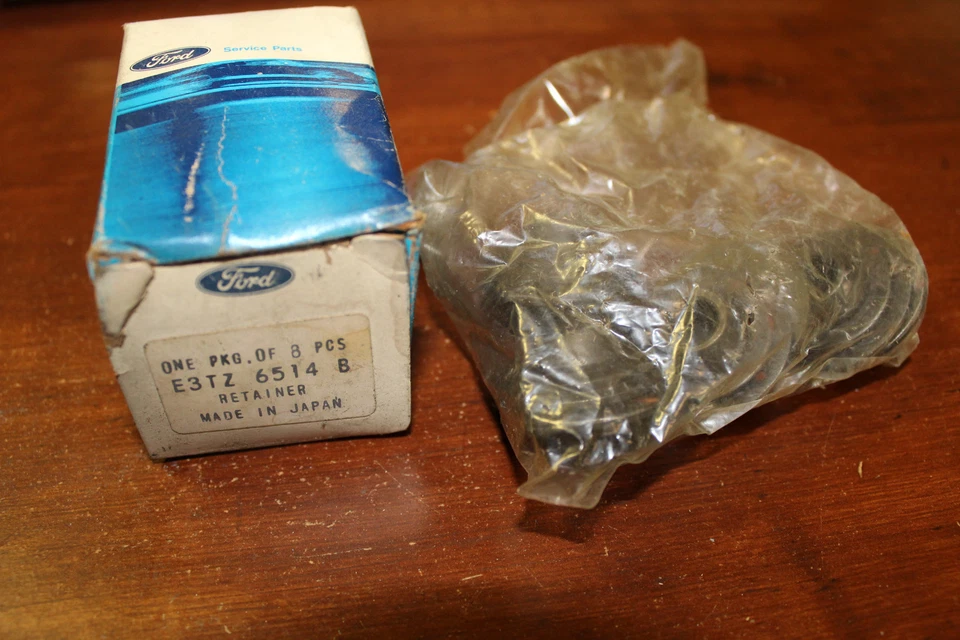 Ford Service Parts
Ford
ONE PKG. OF 8 PCS
E3TZ 6514 B
RETAINER
MADE IN JAPAN